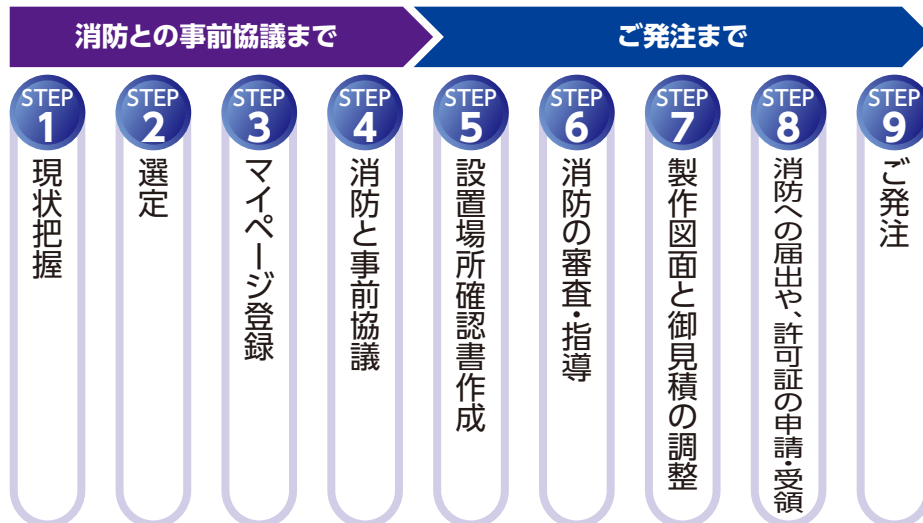 消防との事前協議まで
ご発注まで
STEP
1
現状把握
STEP
2
選定
STEP
3
マイページ登録
STEP
4
消防と事前協議
STEP
5
設置場所確認書作成
STEP
6
消防の審査・指導
STEP
7
製作図面と御見積の調整
STEP
8
消防への届出や、許可証の申請・受領
STEP
9
ご発注